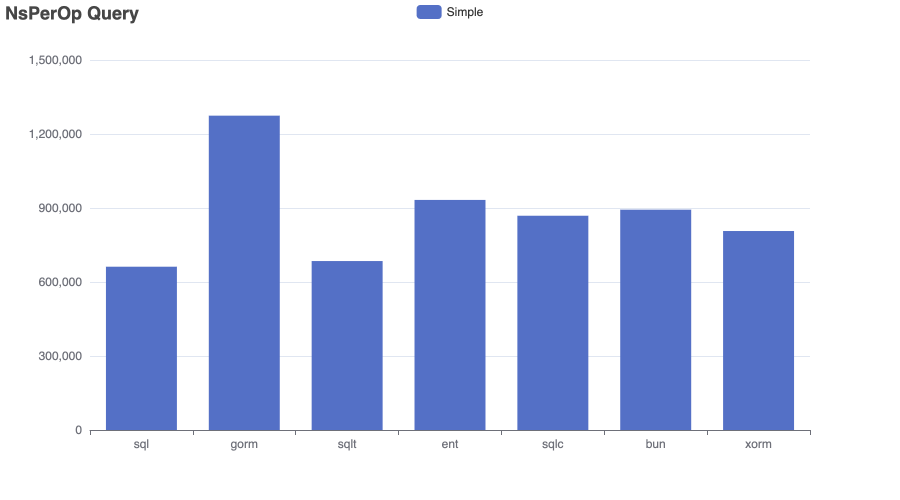 NsPerOp Query
Simple
1,500,000
1,200,000
900,000
600,000
300,000
0
sql gorm sqlt ent sqlc bun xorm